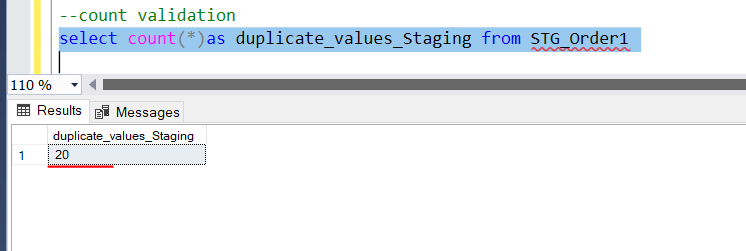 --count validation
select count(*)as duplicate_values_Staging from STG_Order1
110 %
Results Messages
duplicate_values_Staging
1 20